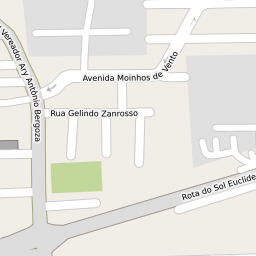 Vereador Ary Antônio Bergoza
Avenida Moinhos de Vento
Rua Gelindo Zanrosso
Rota do Sol Euclide